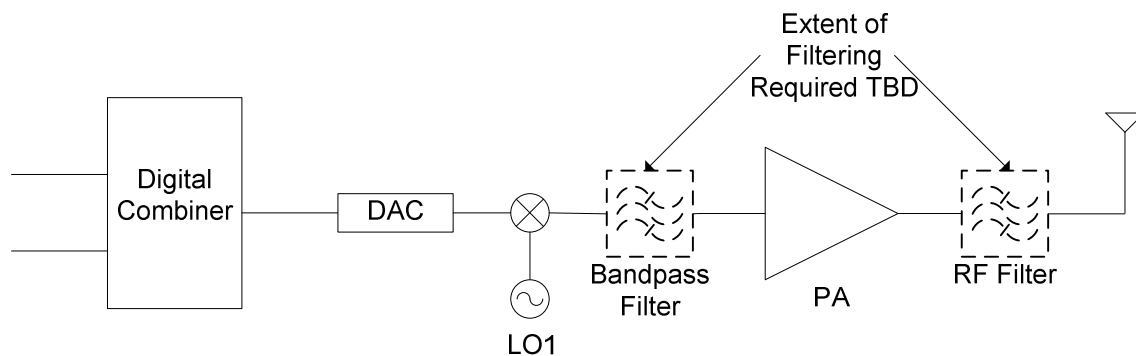 Extent of
Filtering
Required TBD
Digital
Combiner
DAC
LO1
Bandpass
Filter
PA
RF Filter